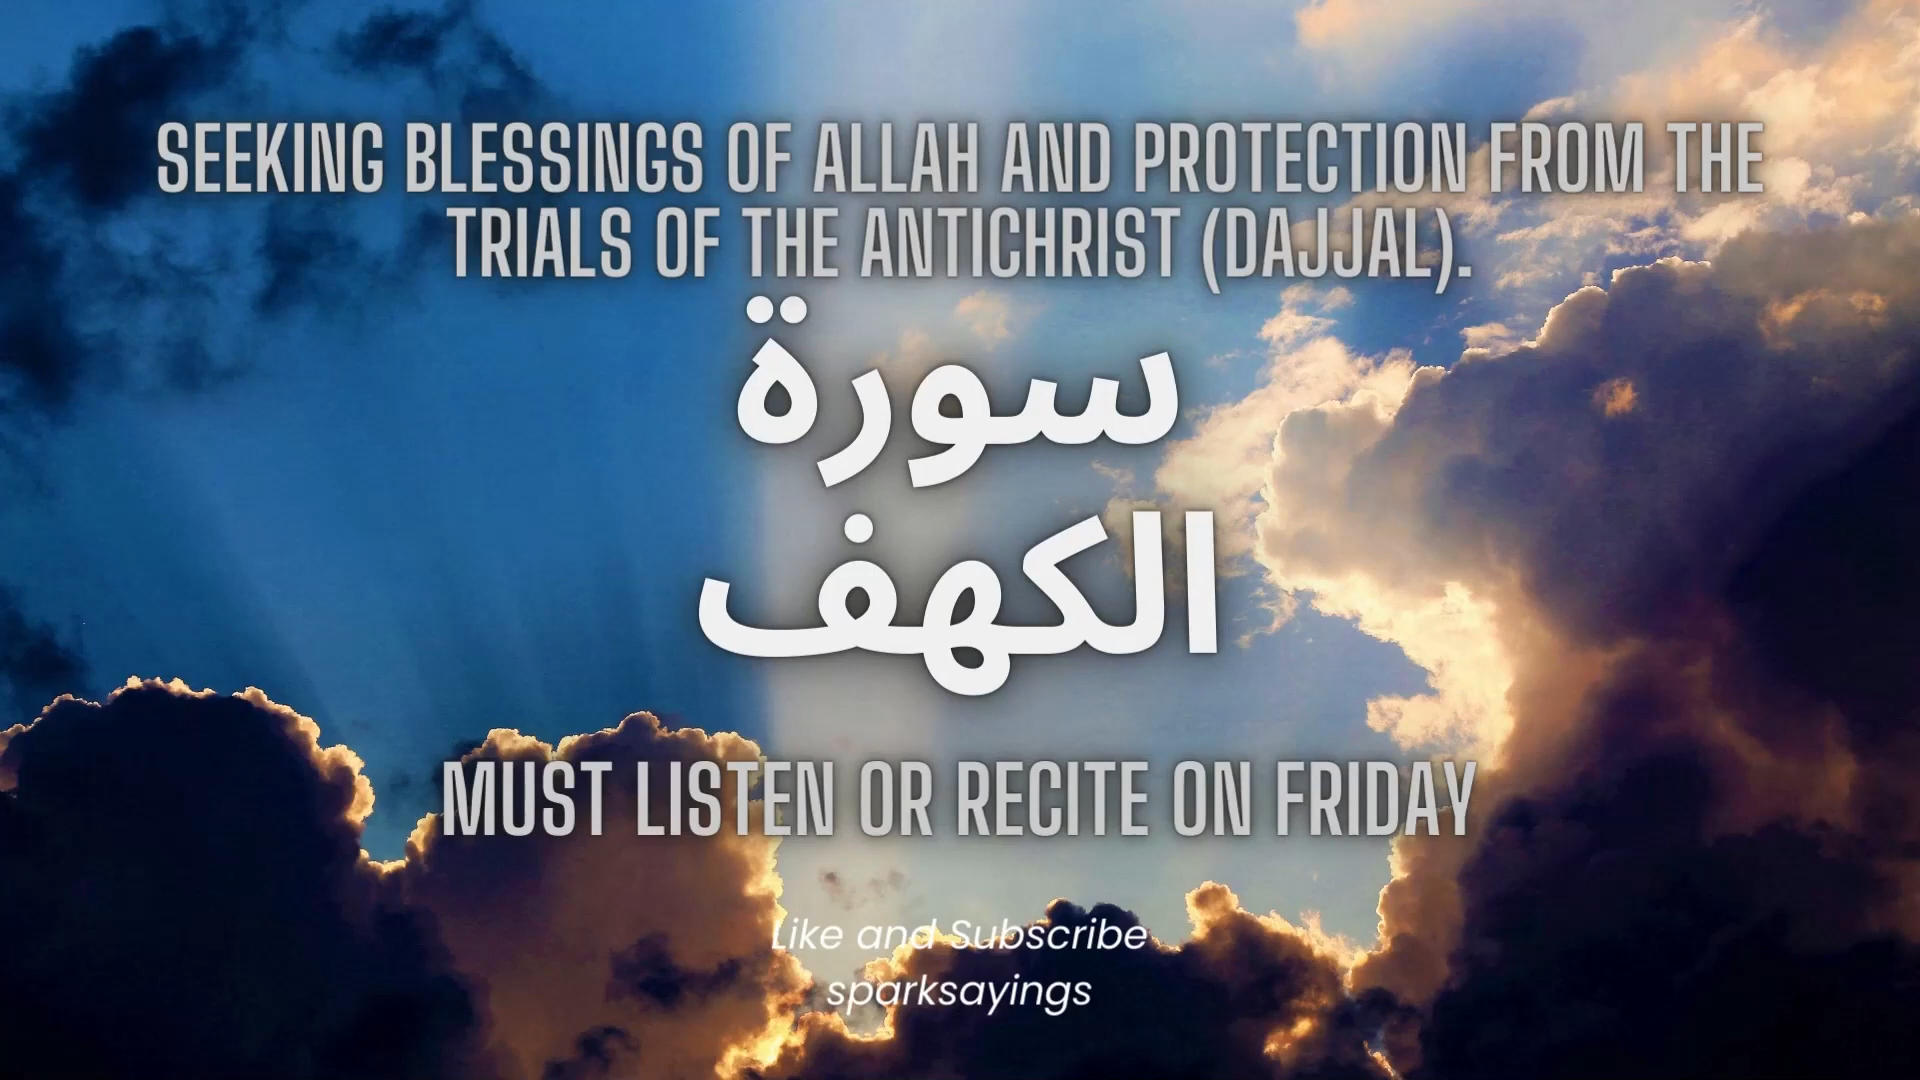 SEEKING BLESSINGS OF ALLAH AND PROTECTION FROM THE
TRIALS OF THE ANTICHRIST (DAJJAL).
سورة
الكهف
MUST LISTEN OR RECITE ON FRIDAY
Like and Subscribe
sparksayings